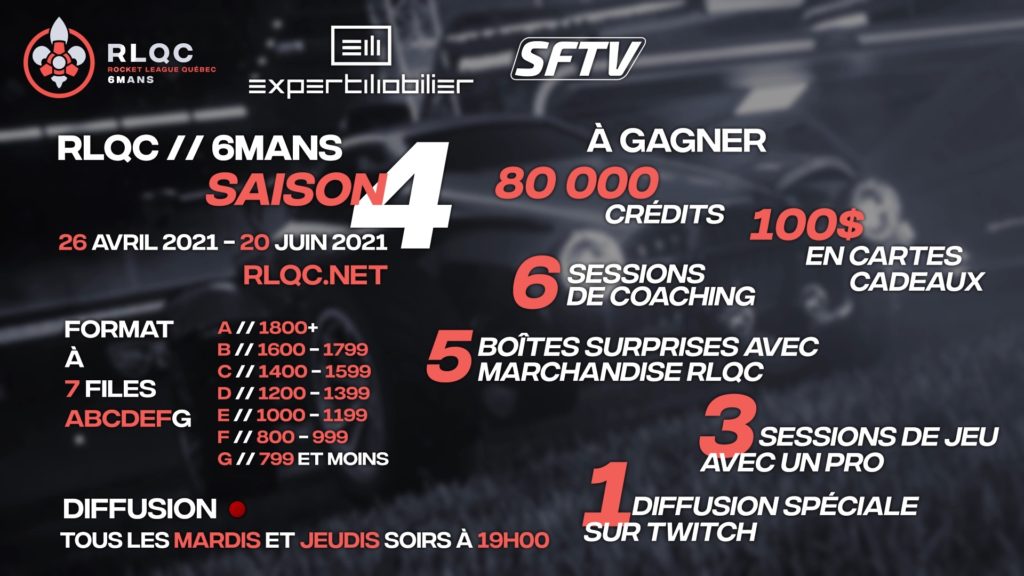 RLQC
ROCKET LEAGUE QUÉBEC
6MANS
expertimobilier
SFTV
RLQC // 6MANS
SAISON 4
26 AVRIL 2021 - 20 JUIN 2021
RLQC.NET
FORMAT
À
7 FILES
ABCDEFG
A // 1800+
B // 1600 - 1799
C // 1400 - 1599
D // 1200 - 1399
E // 1000 - 1199
F // 800 - 999
G // 799 ET MOINS
DIFFUSION
TOUS LES MARDIS ET JEUDIS SOIRS À 19H00
À GAGNER
80 000
CRÉDITS
100$
EN CARTES
CADEAUX
6 SESSIONS
DE COACHING
5 BOÎTES SURPRISES AVEC
MARCHANDISE RLQC
3 SESSIONS DE JEU
AVEC UN PRO
1 DIFFUSION SPÉCIALE
SUR TWITCH